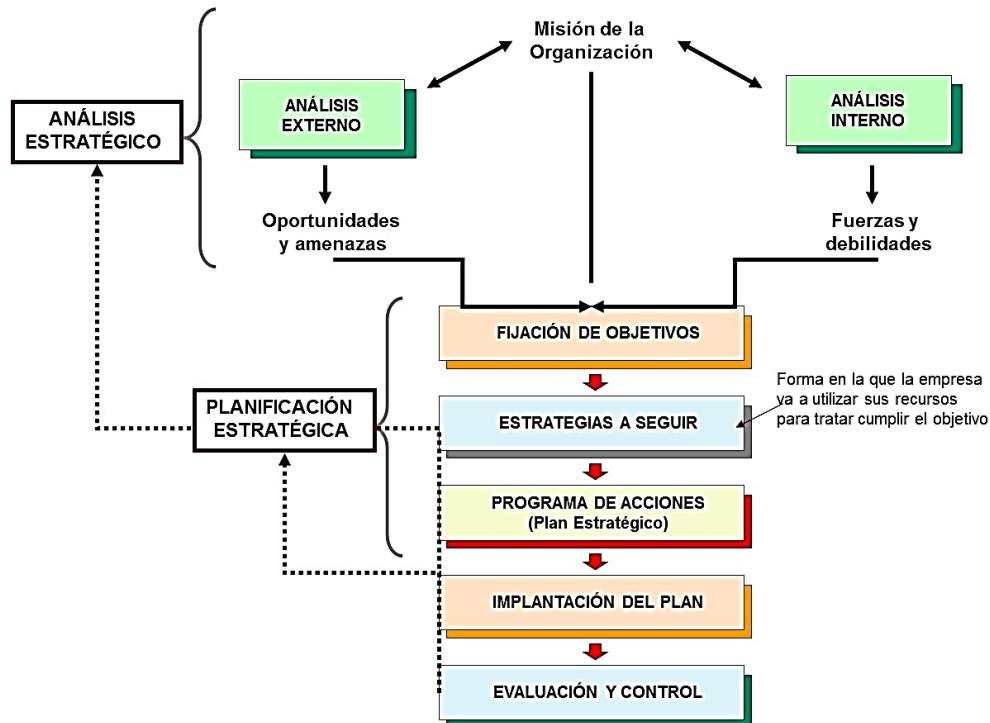 Misión de la
Organización
ANÁLISIS
EXTERNO
ANÁLISIS
INTERNO
ANÁLISIS
ESTRATÉGICO
Oportunidades
y amenazas
Fuerzas y
debilidades
FIJACIÓN DE OBJETIVOS
PLANIFICACIÓN
ESTRATÉGICA
ESTRATEGIAS A SEGUIR
Forma en la que la empresa
va a utilizar sus recursos
para tratar cumplir el objetivo
PROGRAMA DE ACCIONES
(Plan Estratégico)
IMPLANTACIÓN DEL PLAN
EVALUACIÓN Y CONTROL